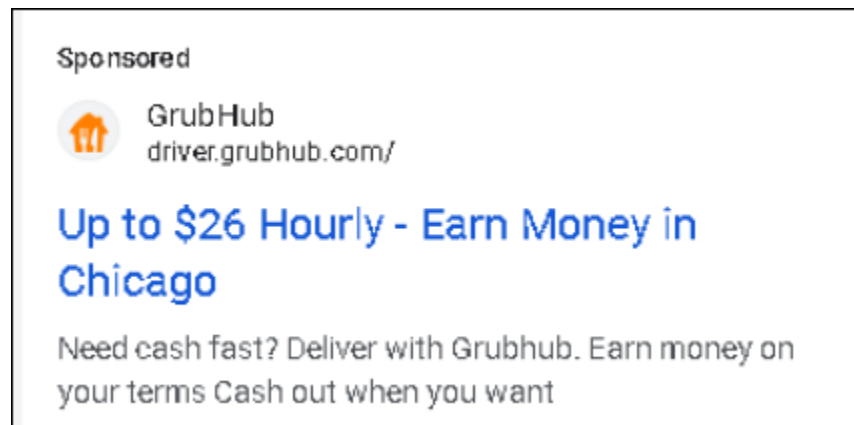 Sponsored
GrubHub
driver.grubhub.com/
Up to $26 Hourly - Earn Money in
Chicago
Need cash fast? Deliver with Grubhub. Earn money on
your terms Cash out when you want